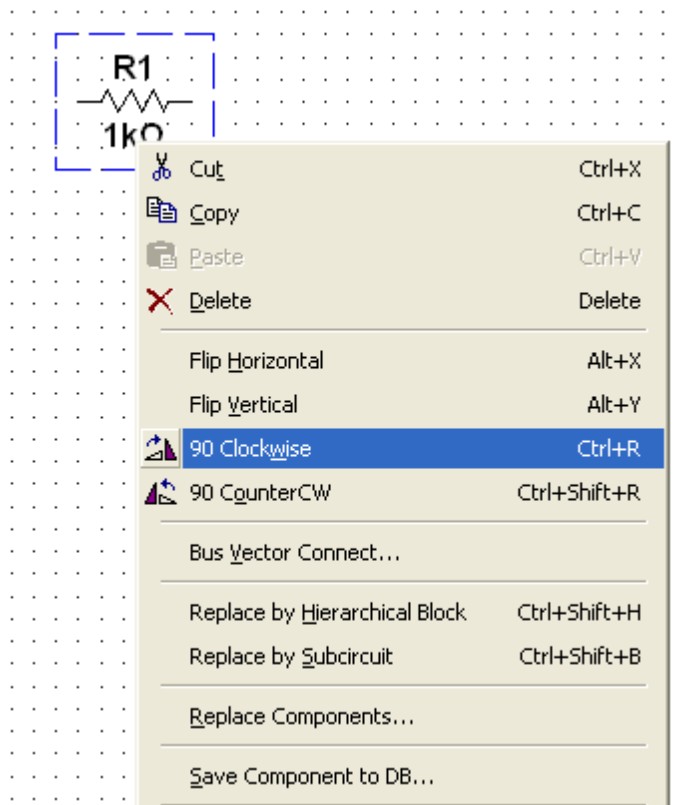 R1
1kΩ
Cut Ctrl+X
Copy Ctrl+C
Paste Ctrl+V
Delete Delete
Flip Horizontal Alt+X
Flip Vertical Alt+Y
90 Clockwise Ctrl+R
90 CounterCW Ctrl+Shift+R
Bus Vector Connect...
Replace by Hierarchical Block Ctrl+Shift+H
Replace by Subcircuit Ctrl+Shift+B
Replace Components...
Save Component to DB...